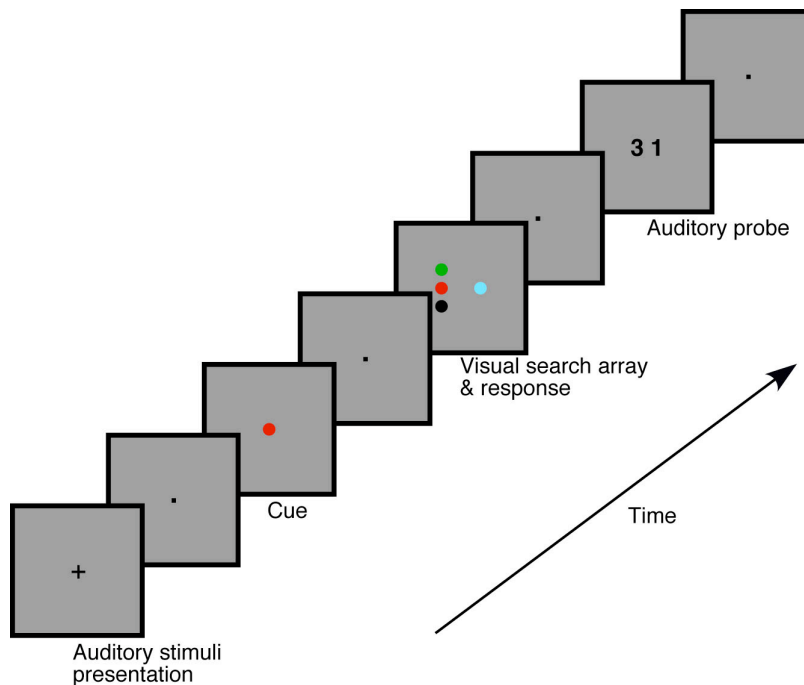 3 1
Auditory probe
Visual search array
& response
Cue
Time
Auditory stimuli
presentation